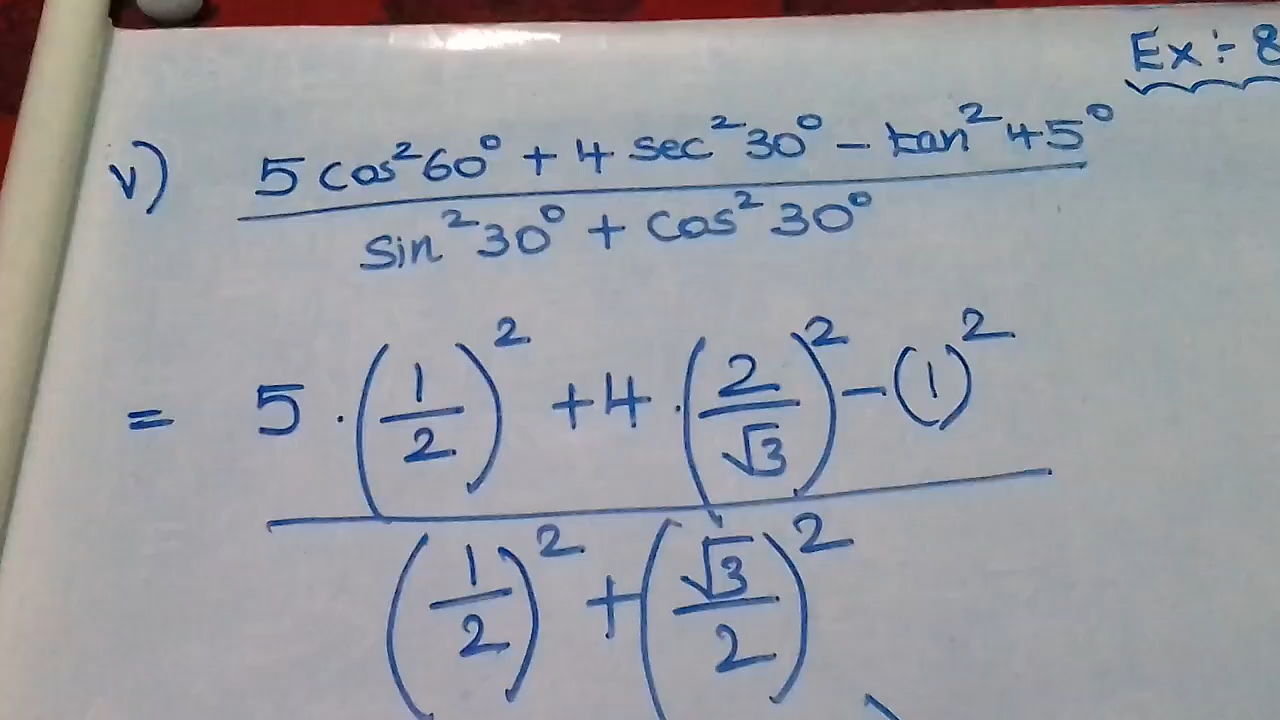 Ex:- 8
v) 5 cos²60° + 4 sec²30° - tan²45°
sin²30° + cos²30°
= 5 · (1/2)² + 4 · (2/√3)² - (1)²
(1/2)² + (√3/2)²